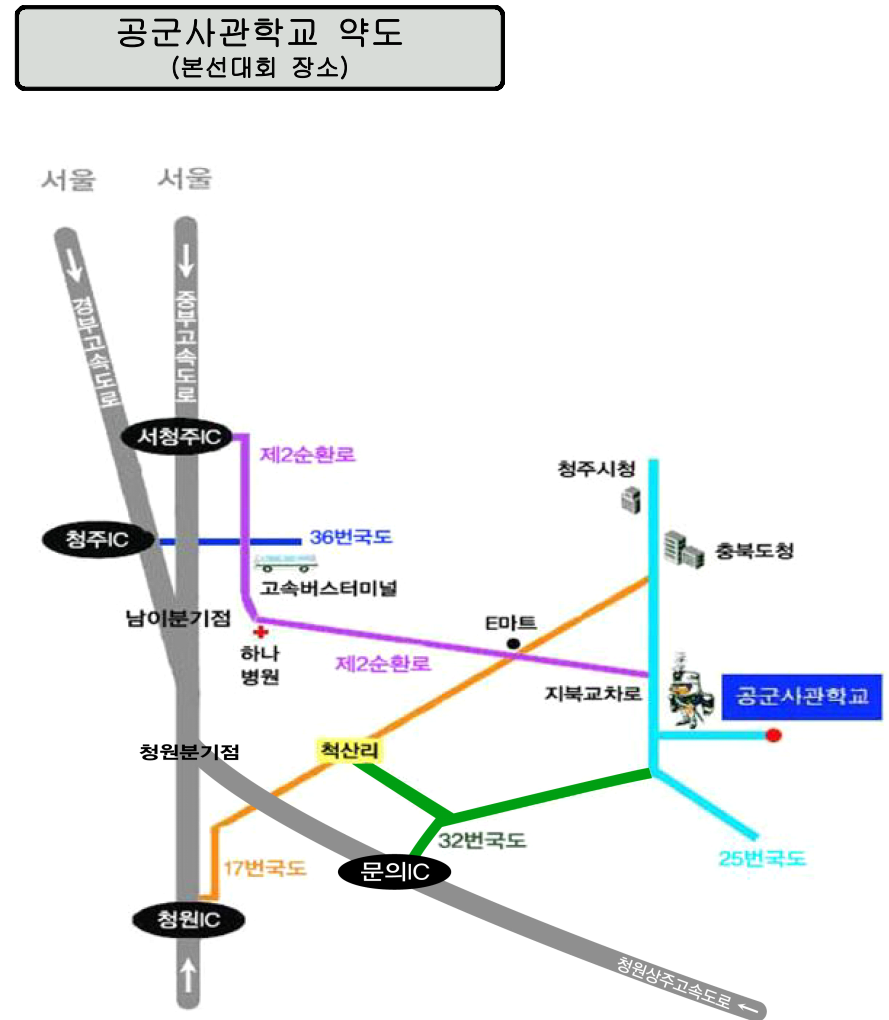 공군사관학교 약도
(본선대회 장소)
서울
서울
경부고속도로
중부고속도로
서청주IC
제2순환로
청주시청
청주IC
36번국도
충북도청
고속버스터미널
남이분기점
E마트
하나
병원
제2순환로
지북교차로
공군사관학교
청원분기점
척산리
32번국도
25번국도
17번국도
문의IC
청원IC
청원상주고속도로